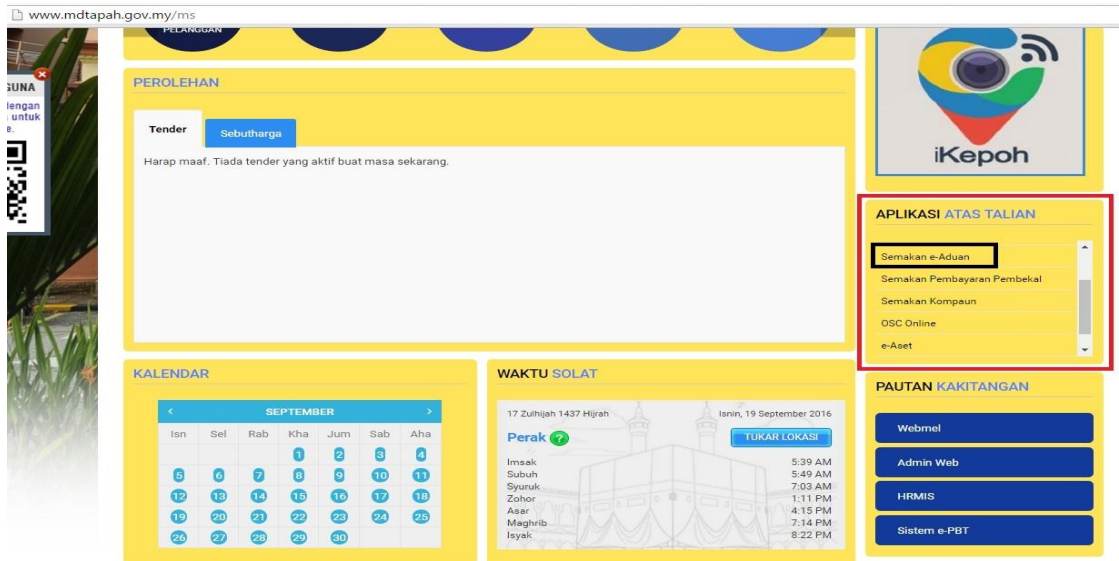 www.mdtapah.gov.my/ms
PELANGGAN
GUNA
dengan
untuk
e.
PEROLEHAN
Tender
Sebutharga
Harap maaf. Tiada tender yang aktif buat masa sekarang.
iKepoh
APLIKASI ATAS TALIAN
Semakan e-Aduan
Semakan Pembayaran Pembekal
Semakan Kompaun
OSC Online
e-Aset
KALENDAR
< SEPTEMBER >
Isn Sel Rab Kha Jum Sab Aha
1 2 3 4
5 6 7 8 9 10 11
12 13 14 15 16 17 18
19 20 21 22 23 24 25
26 27 28 29 30
WAKTU SOLAT
17 Zulhijah 1437 Hijrah Isnin, 19 September 2016
Perak ? TUKAR LOKASI
Imsak 5:39 AM
Subuh 5:49 AM
Syuruk 7:03 AM
Zohor 1:11 PM
Asar 4:15 PM
Maghrib 7:14 PM
Isyak 8:22 PM
PAUTAN KAKITANGAN
Webmel
Admin Web
HRMIS
Sistem e-PBT